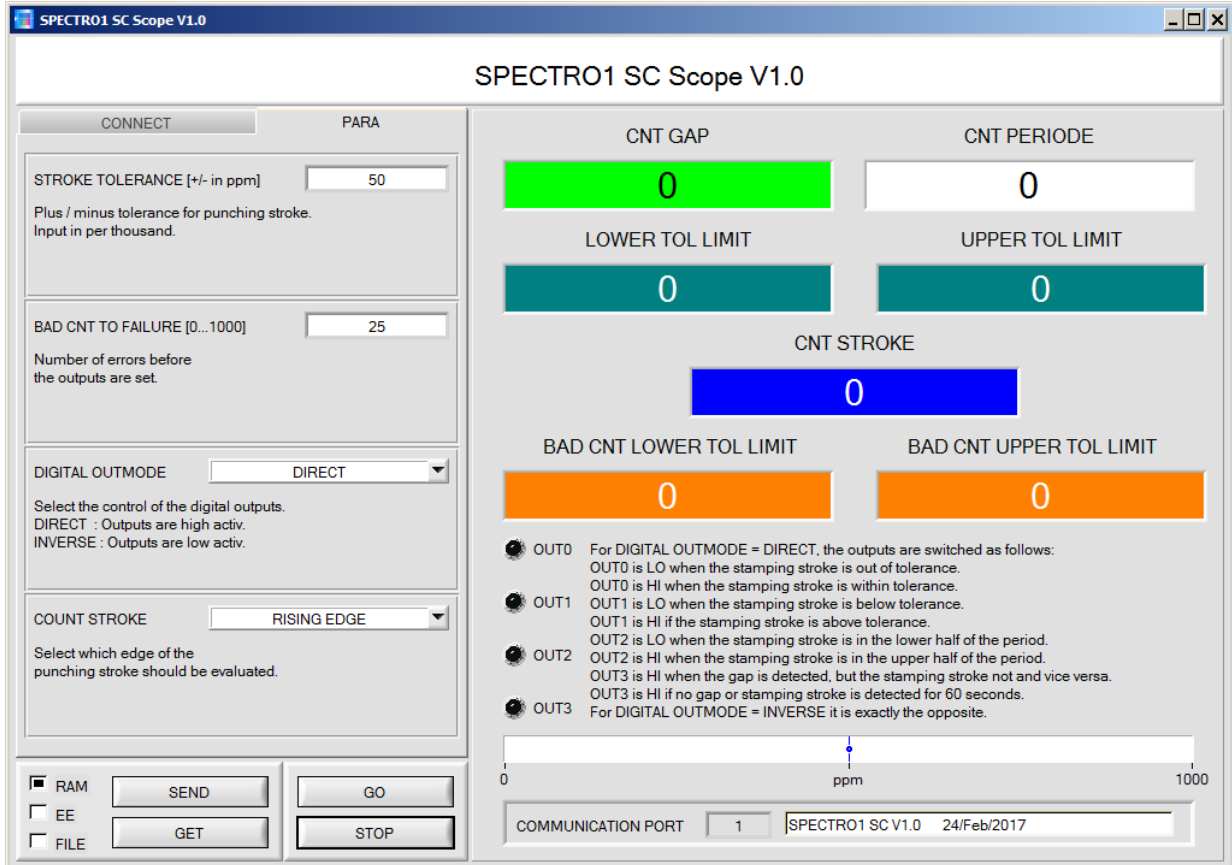 SPECTRO1 SC Scope V1.0
SPECTRO1 SC Scope V1.0
CONNECT
PARA
STROKE TOLERANCE [+/- in ppm]
50
Plus / minus tolerance for punching stroke.
Input in per thousand.
BAD CNT TO FAILURE [0...1000]
25
Number of errors before
the outputs are set.
DIGITAL OUTMODE
DIRECT
Select the control of the digital outputs.
DIRECT : Outputs are high activ.
INVERSE : Outputs are low activ.
COUNT STROKE
RISING EDGE
Select which edge of the
punching stroke should be evaluated.
RAM
EE
FILE
SEND
GET
GO
STOP
CNT GAP
0
CNT PERIODE
0
LOWER TOL LIMIT
0
UPPER TOL LIMIT
0
CNT STROKE
0
BAD CNT LOWER TOL LIMIT
0
BAD CNT UPPER TOL LIMIT
0
OUT0
OUT1
OUT2
OUT3
For DIGITAL OUTMODE = DIRECT, the outputs are switched as follows:
OUT0 is LO when the stamping stroke is out of tolerance.
OUT0 is HI when the stamping stroke is within tolerance.
OUT1 is LO when the stamping stroke is below tolerance.
OUT1 is HI if the stamping stroke is above tolerance.
OUT2 is LO when the stamping stroke is in the lower half of the period.
OUT2 is HI when the stamping stroke is in the upper half of the period.
OUT3 is HI when the gap is detected, but the stamping stroke not and vice versa.
OUT3 is HI if no gap or stamping stroke is detected for 60 seconds.
For DIGITAL OUTMODE = INVERSE it is exactly the opposite.
0
ppm
1000
COMMUNICATION PORT
1
SPECTRO1 SC V1.0 24/Feb/2017